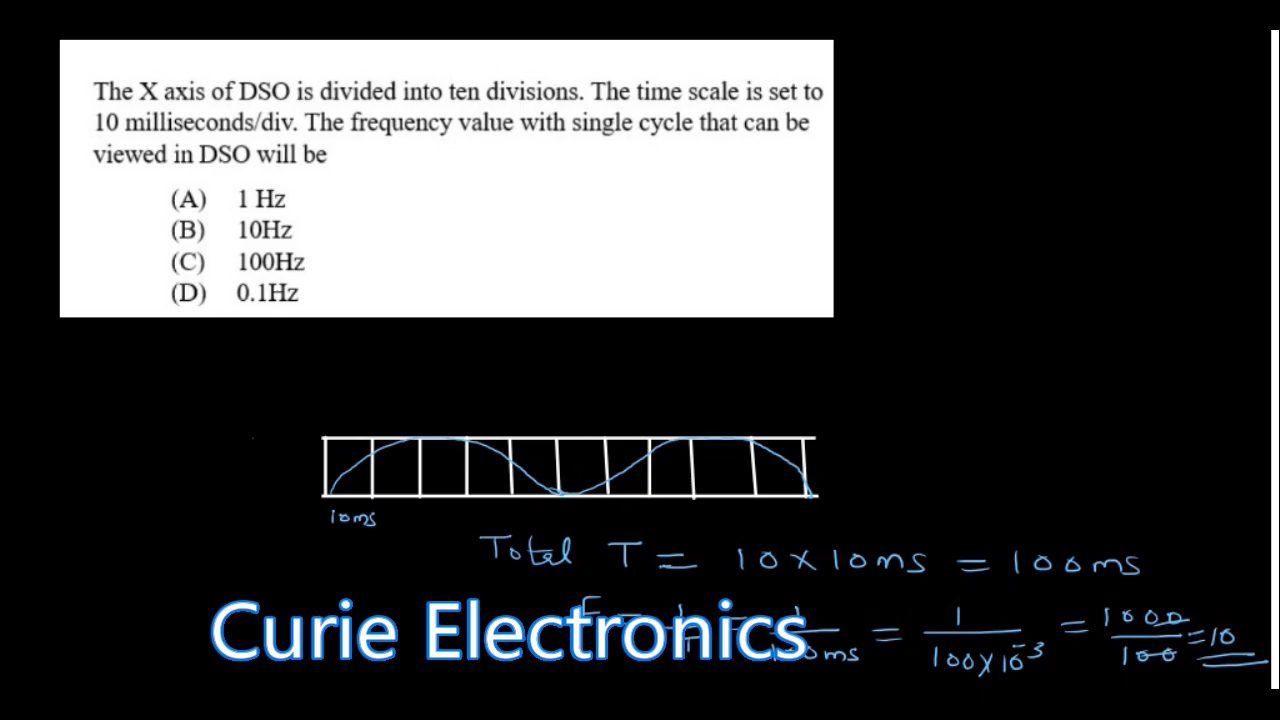 The X axis of DSO is divided into ten divisions. The time scale is set to
10 milliseconds/div. The frequency value with single cycle that can be
viewed in DSO will be
(A) 1 Hz
(B) 10Hz
(C) 100Hz
(D) 0.1Hz
10ms
Total T = 10 X 10ms = 100ms
= 1 / 100X10^-3 = 1000 / 100 = 10
Curie Electronics